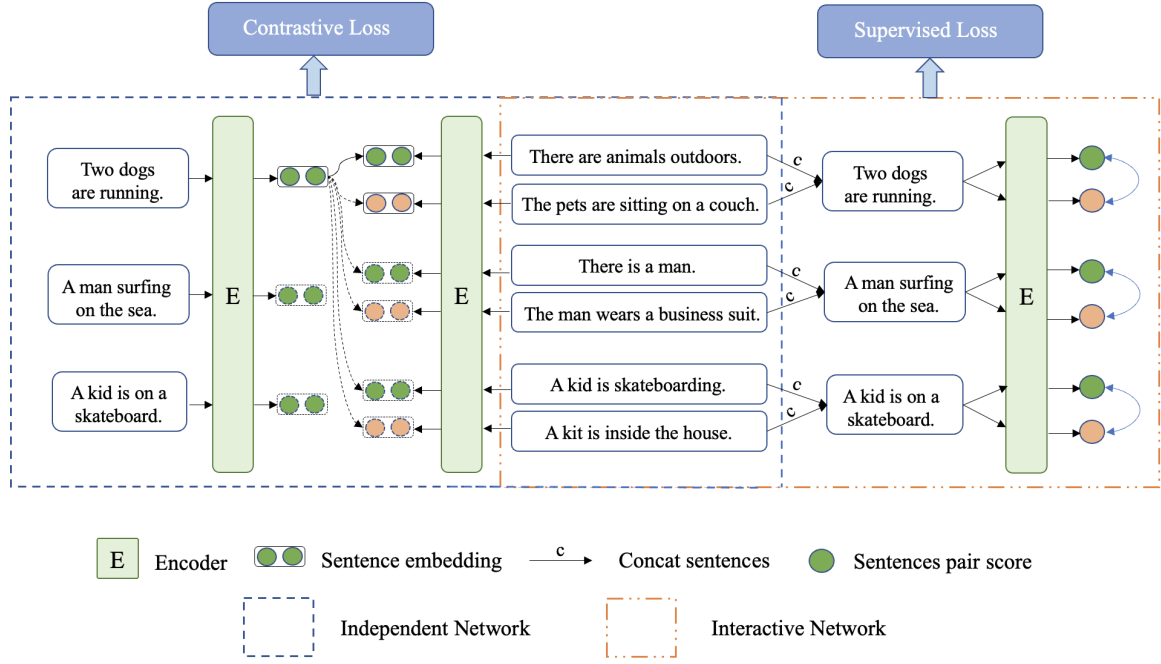 Contrastive Loss
Supervised Loss
Two dogs
are running.
A man surfing
on the sea.
A kid is on a
skateboard.
E
E
There are animals outdoors.
The pets are sitting on a couch.
There is a man.
The man wears a business suit.
A kid is skateboarding.
A kit is inside the house.
c
c
c
c
c
c
Two dogs
are running.
A man surfing
on the sea.
A kid is on a
skateboard.
E
E
Encoder
Sentence embedding
c
Concat sentences
Sentences pair score
Independent Network
Interactive Network